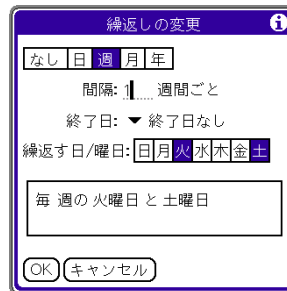 繰返しの変更
なし 日 週 月 年
間隔: 1 週間ごと
終了日: 終了日なし
繰返す日/曜日: 日 月 火 水 木 金 土
毎 週の 火曜日 と 土曜日
OK キャンセル